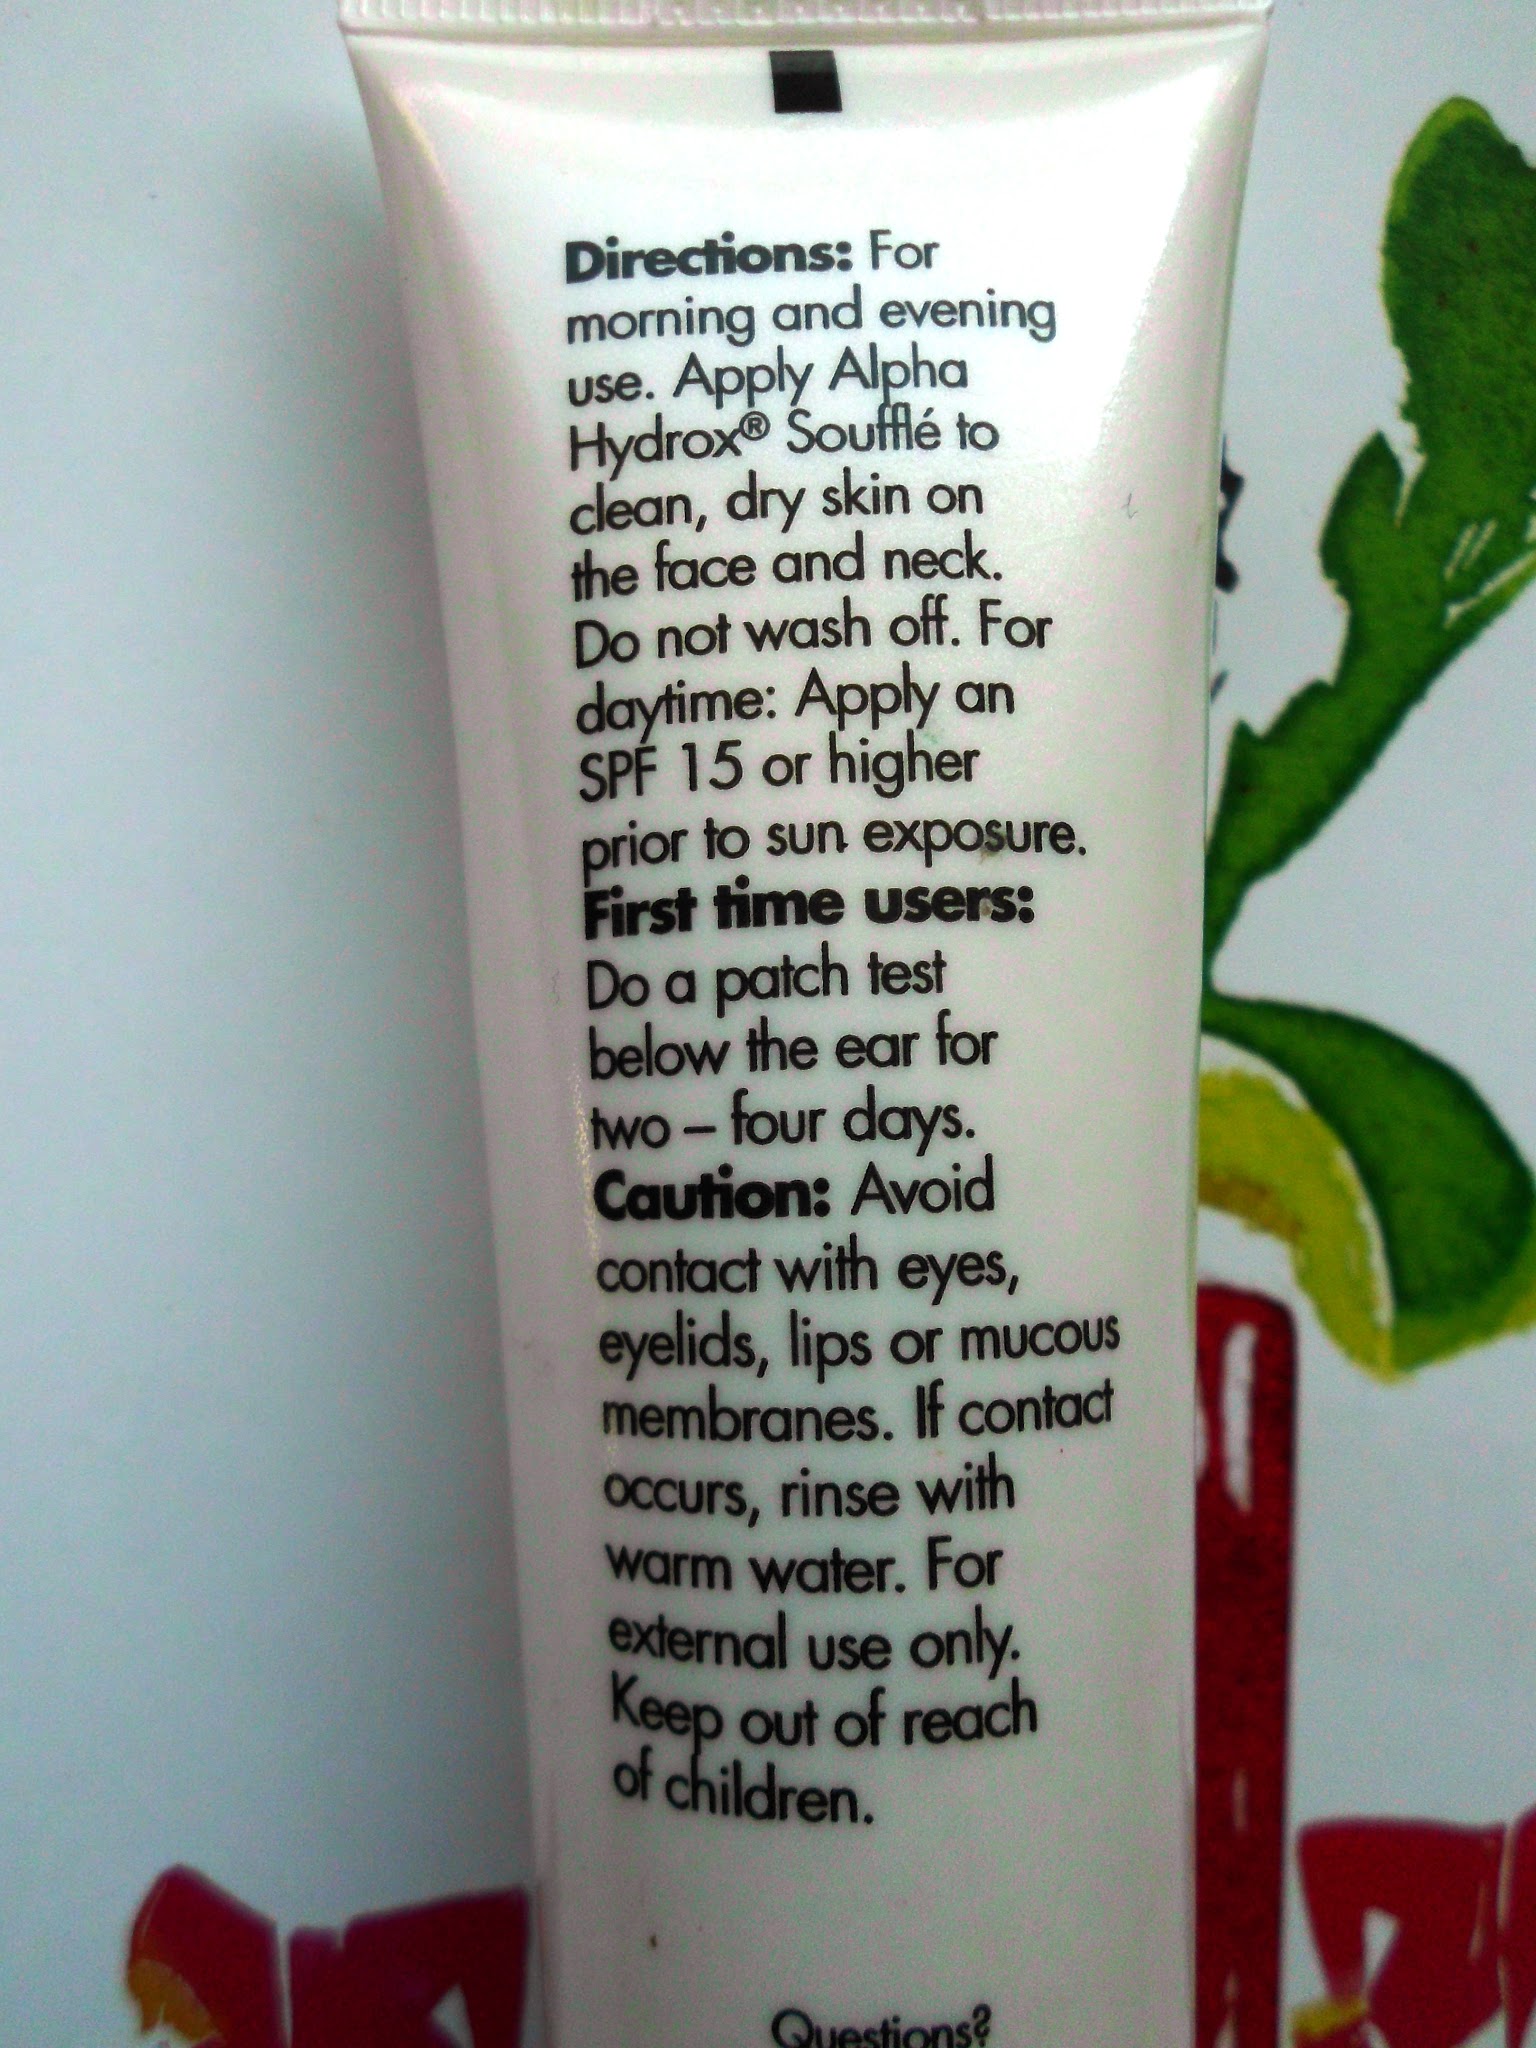 Directions: For
morning and evening
use. Apply Alpha
Hydrox® Soufflé to
clean, dry skin on
the face and neck.
Do not wash off. For
daytime: Apply an
SPF 15 or higher
prior to sun exposure.
First time users:
Do a patch test
below the ear for
two – four days.
Caution: Avoid
contact with eyes,
eyelids, lips or mucous
membranes. If contact
occurs, rinse with
warm water. For
external use only.
Keep out of reach
of children.
Questions?